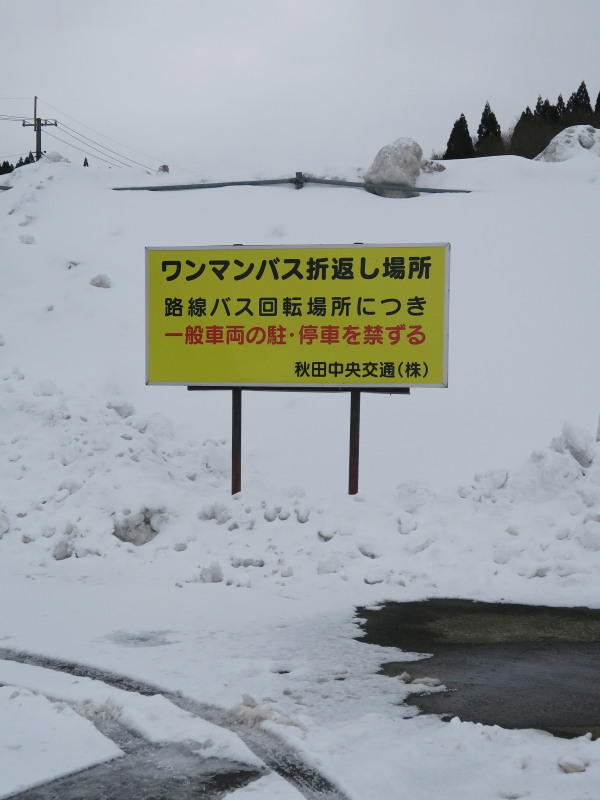 ワンマンバス折返し場所
路線バス回転場所につき
一般車両の駐・停車を禁ずる
秋田中央交通(株)